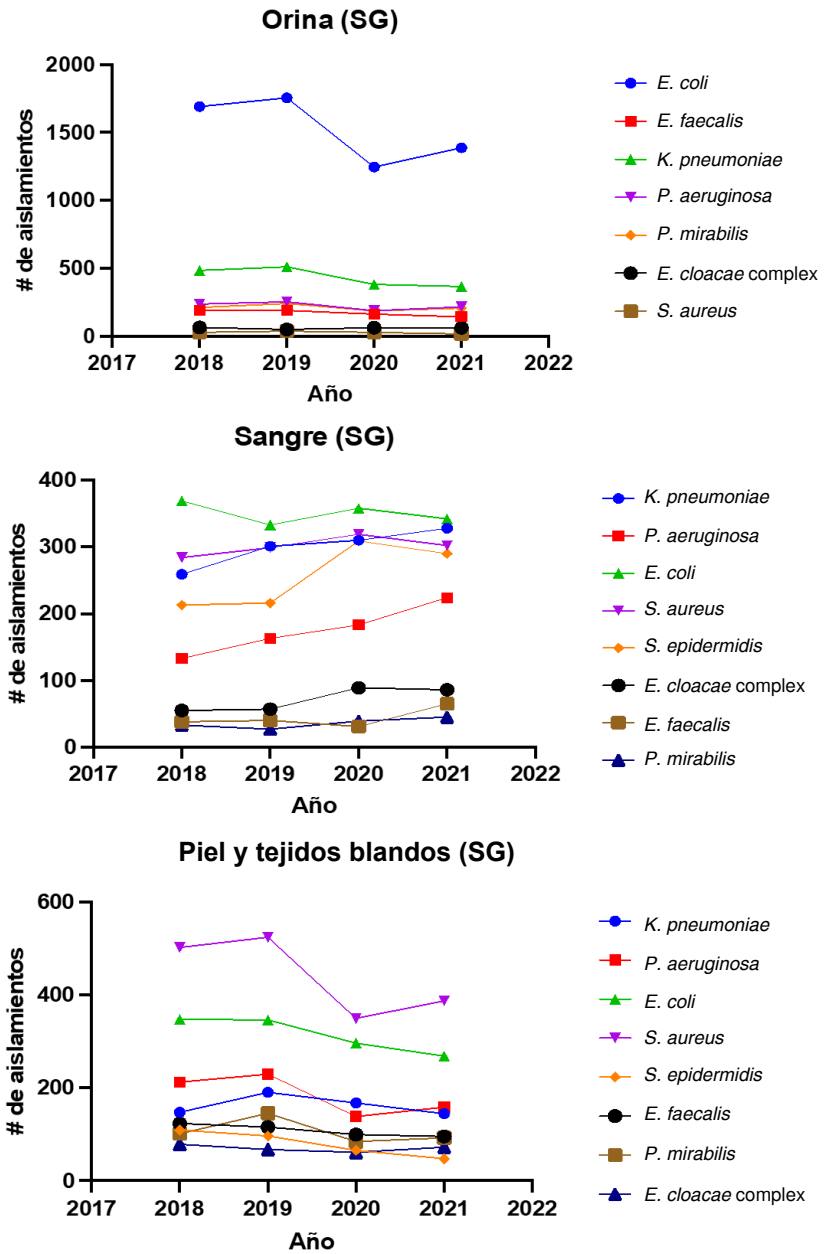 Orina (SG)
# de aislamientos
2000
1500
1000
500
0
2017 2018 2019 2020 2021 2022
Año
E. coli
E. faecalis
K. pneumoniae
P. aeruginosa
P. mirabilis
E. cloacae complex
S. aureus
Sangre (SG)
# de aislamientos
400
300
200
100
0
2017 2018 2019 2020 2021 2022
Año
K. pneumoniae
P. aeruginosa
E. coli
S. aureus
S. epidermidis
E. cloacae complex
E. faecalis
P. mirabilis
Piel y tejidos blandos (SG)
# de aislamientos
600
400
200
0
2017 2018 2019 2020 2021 2022
Año
K. pneumoniae
P. aeruginosa
E. coli
S. aureus
S. epidermidis
E. faecalis
P. mirabilis
E. cloacae complex